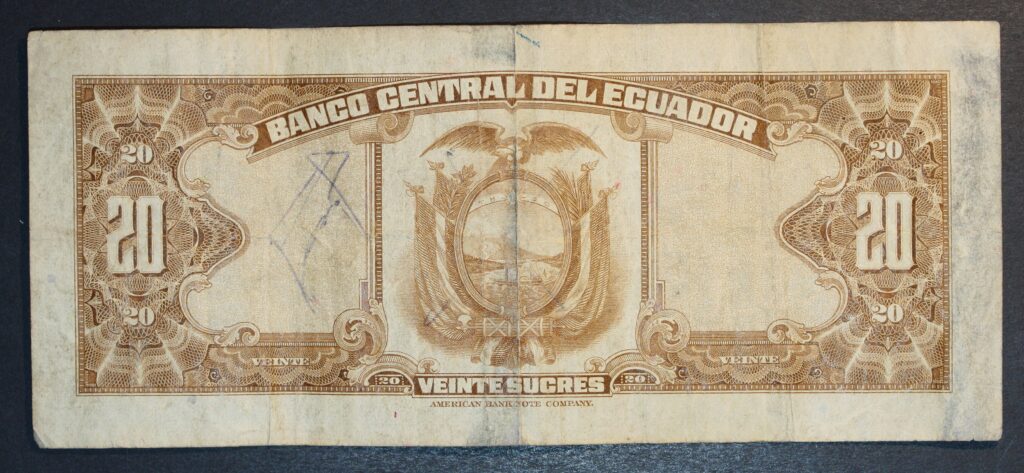 BANCO CENTRAL DEL ECUADOR
20 20
20 20
20 20
VEINTE VEINTE
20 VEINTE SUCRES 20
AMERICAN BANK NOTE COMPANY.